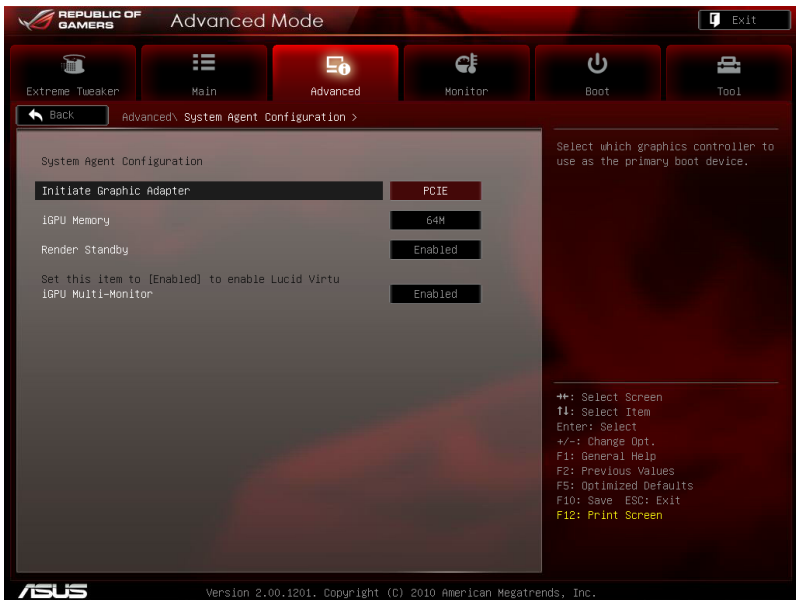 REPUBLIC OF
GAMERS
Advanced Mode
Exit
Extreme Tweaker
Main
Advanced
Monitor
Boot
Tool
Back
Advanced\ System Agent Configuration >
System Agent Configuration
Initiate Graphic Adapter PCIE
iGPU Memory 64M
Render Standby Enabled
Set this item to [Enabled] to enable Lucid Virtu
iGPU Multi-Monitor Enabled
Select which graphics controller to
use as the primary boot device.
→←: Select Screen
↑↓: Select Item
Enter: Select
+/-: Change Opt.
F1: General Help
F2: Previous Values
F5: Optimized Defaults
F10: Save ESC: Exit
F12: Print Screen
ASUS
Version 2.00.1201. Copyright (C) 2010 American Megatrends, Inc.